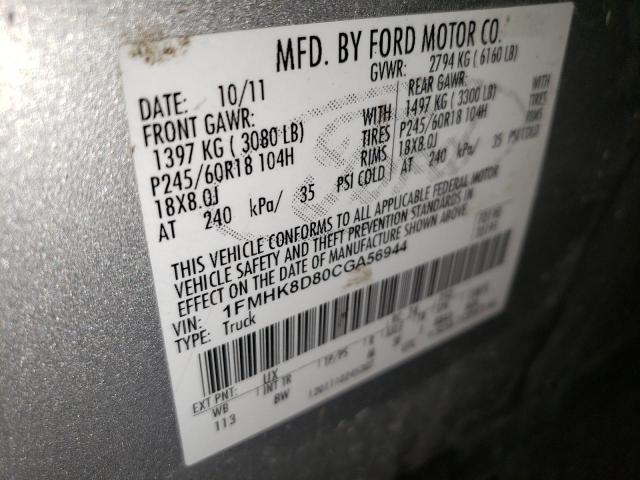 MFD. BY FORD MOTOR CO.
DATE: 10/11 GVWR: 2794 KG ( 6160 LB)
FRONT GAWR: REAR GAWR:
1397 KG ( 3080 LB) WITH 1497 KG ( 3300 LB) WITH
P245/60R18 104H TIRES P245/60R18 104H TIRES
18X8.0J RIMS 18X8.0J RIMS
AT 240 kPa/ 35 PSI COLD AT 240 kPa/ 35 PSI COLD
THIS VEHICLE CONFORMS TO ALL APPLICABLE FEDERAL MOTOR
VEHICLE SAFETY AND THEFT PREVENTION STANDARDS IN
EFFECT ON THE DATE OF MANUFACTURE SHOWN ABOVE.
VIN: 1FMHK8D80CGA56944
TYPE: Truck
EXT PNT: UX
WB INT TR TP/PS R
113 BW